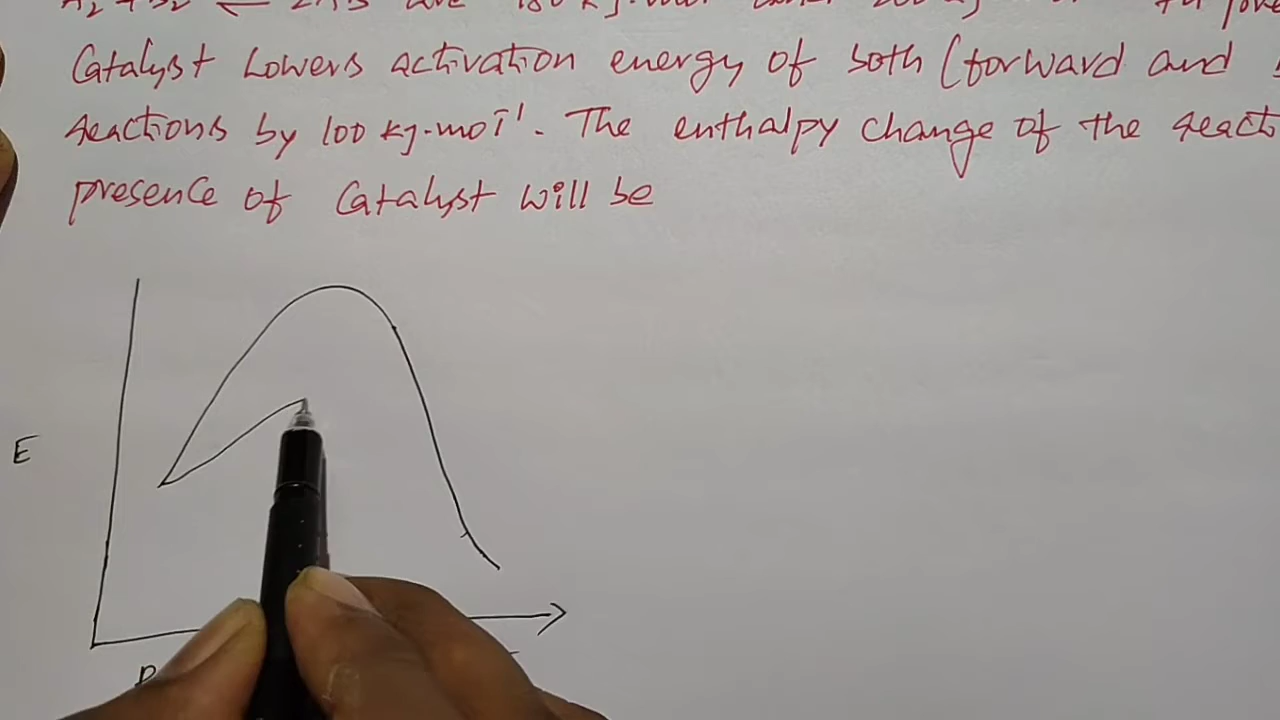 Catalyst Lowers activation energy of both (forward and
reactions by 100 kJ.mol⁻¹. The enthalpy change of the react
presence of Catalyst will be
E